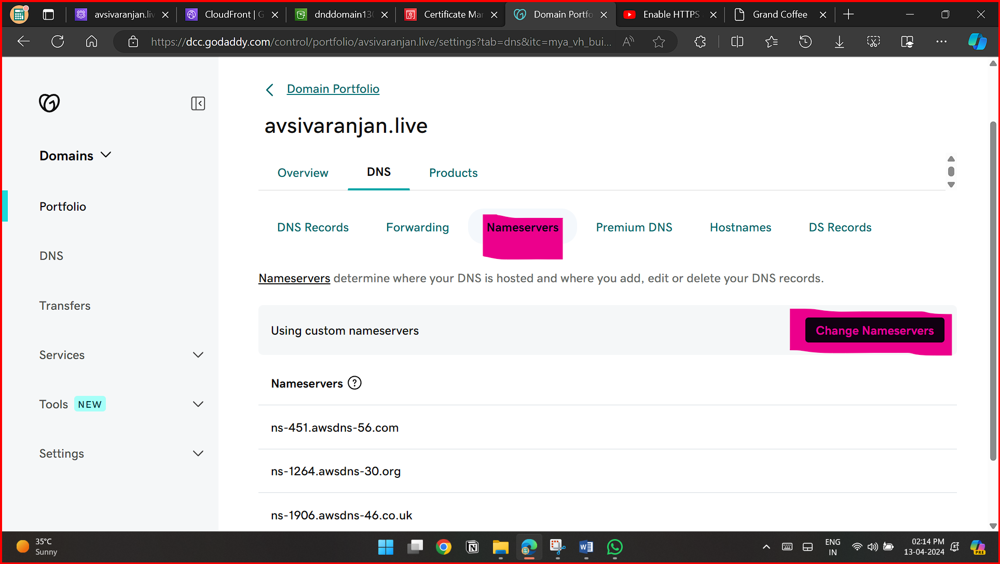 avsivaranjan.liv
CloudFront | G
dnddomain130
Certificate Mar
Domain Portfo
Enable HTTPS
Grand Coffee
https://dcc.godaddy.com/control/portfolio/avsivaranjan.live/settings?tab=dns&itc=mya_vh_bui...
Domain Portfolio
avsivaranjan.live
Domains
Overview
DNS
Products
Portfolio
DNS Records
Forwarding
Nameservers
Premium DNS
Hostnames
DS Records
DNS
Nameservers determine where your DNS is hosted and where you add, edit or delete your DNS records.
Transfers
Using custom nameservers
Change Nameservers
Services
Nameservers
Tools NEW
ns-451.awsdns-56.com
Settings
ns-1264.awsdns-30.org
ns-1906.awsdns-46.co.uk
35°C
Sunny
ENG
IN
02:14 PM
13-04-2024
PRE